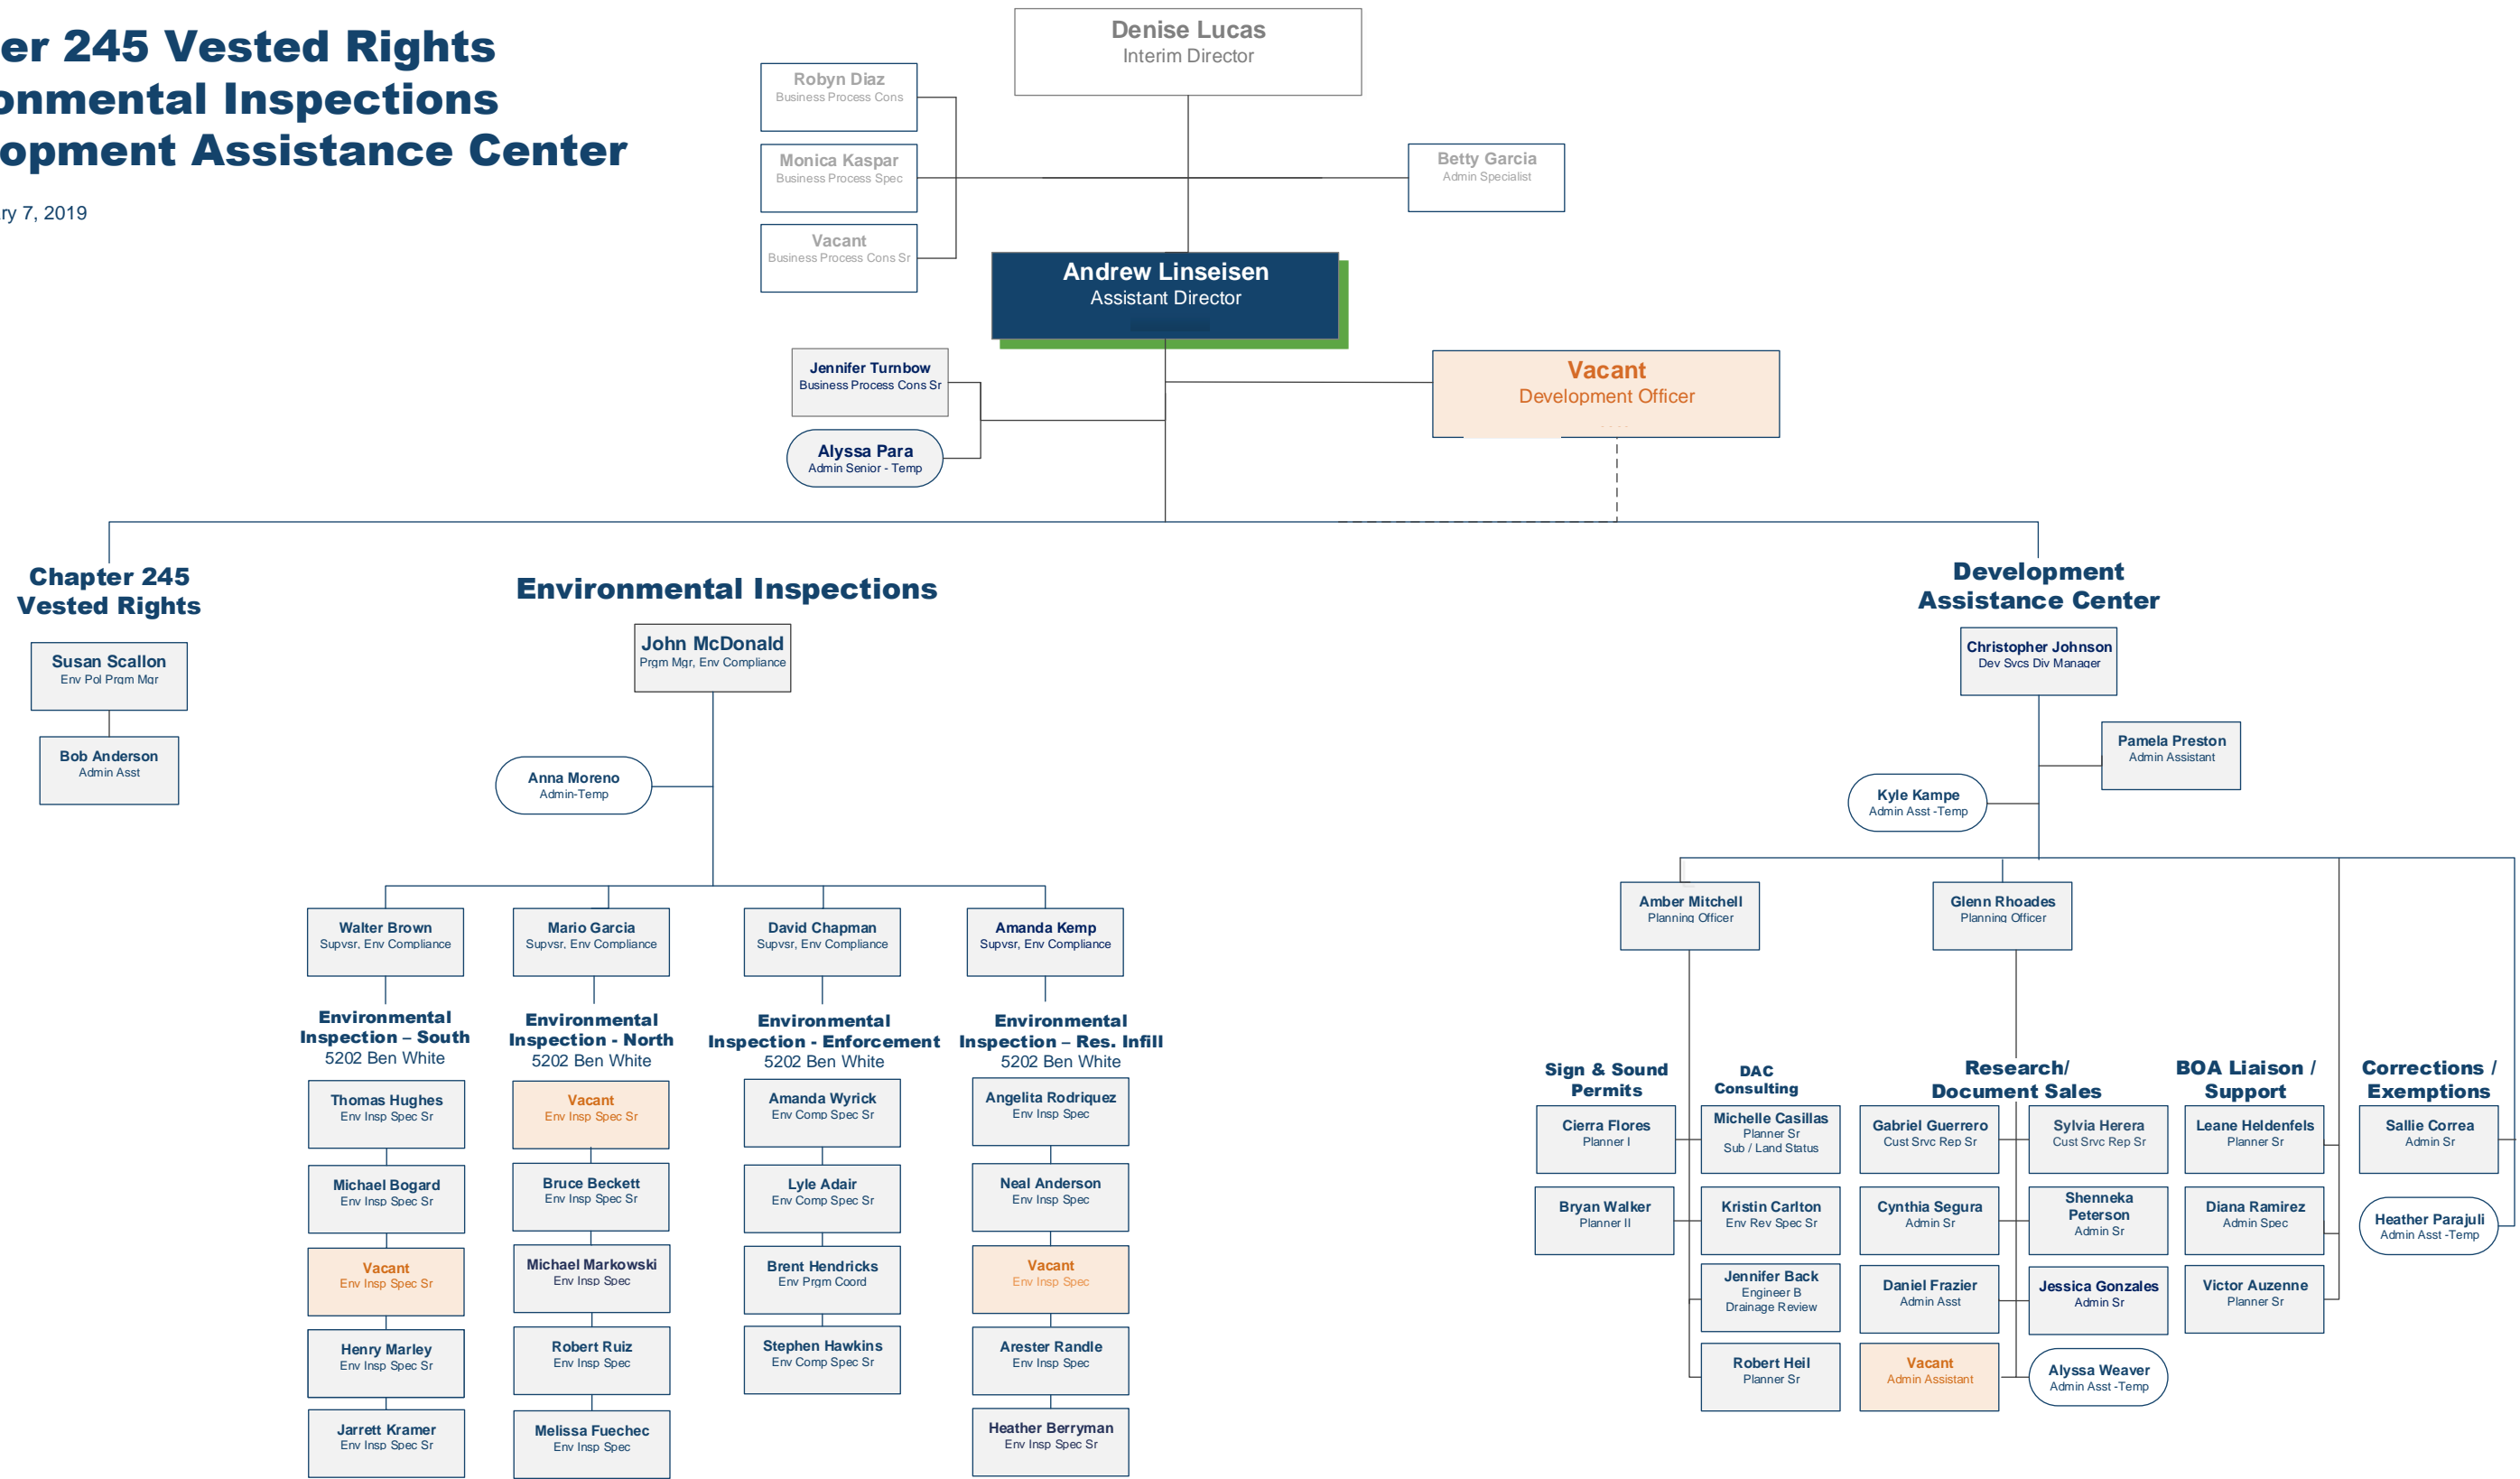 er 245 Vested Rights
onmental Inspections
opment Assistance Center
ry 7, 2019
Denise Lucas
Interim Director
Robyn Diaz
Business Process Cons
Monica Kaspar
Business Process Spec
Vacant
Business Process Cons Sr
Betty Garcia
Admin Specialist
Andrew Linseisen
Assistant Director
Jennifer Turnbow
Business Process Cons Sr
Alyssa Para
Admin Senior - Temp
Vacant
Development Officer
Chapter 245
Vested Rights
Susan Scallon
Env Pol Prgm Mgr
Bob Anderson
Admin Asst
Environmental Inspections
John McDonald
Prgm Mgr, Env Compliance
Anna Moreno
Admin-Temp
Walter Brown
Supvsr, Env Compliance
Environmental
Inspection – South
5202 Ben White
Thomas Hughes
Env Insp Spec Sr
Michael Bogard
Env Insp Spec Sr
Vacant
Env Insp Spec Sr
Henry Marley
Env Insp Spec Sr
Jarrett Kramer
Env Insp Spec Sr
Mario Garcia
Supvsr, Env Compliance
Environmental
Inspection - North
5202 Ben White
Vacant
Env Insp Spec Sr
Bruce Beckett
Env Insp Spec Sr
Michael Markowski
Env Insp Spec
Robert Ruiz
Env Insp Spec
Melissa Fuechec
Env Insp Spec
David Chapman
Supvsr, Env Compliance
Environmental
Inspection - Enforcement
5202 Ben White
Amanda Wyrick
Env Comp Spec Sr
Lyle Adair
Env Comp Spec Sr
Brent Hendricks
Env Prgm Coord
Stephen Hawkins
Env Comp Spec Sr
Amanda Kemp
Supvsr, Env Compliance
Environmental
Inspection – Res. Infill
5202 Ben White
Angelita Rodriquez
Env Insp Spec
Neal Anderson
Env Insp Spec
Vacant
Env Insp Spec
Arester Randle
Env Insp Spec
Heather Berryman
Env Insp Spec Sr
Development
Assistance Center
Christopher Johnson
Dev Svcs Div Manager
Pamela Preston
Admin Assistant
Kyle Kampe
Admin Asst -Temp
Amber Mitchell
Planning Officer
Glenn Rhoades
Planning Officer
Sign & Sound
Permits
Cierra Flores
Planner I
Bryan Walker
Planner II
DAC
Consulting
Michelle Casillas
Planner Sr
Sub / Land Status
Kristin Carlton
Env Rev Spec Sr
Jennifer Back
Engineer B
Drainage Review
Robert Heil
Planner Sr
Research/
Document Sales
Gabriel Guerrero
Cust Srvc Rep Sr
Cynthia Segura
Admin Sr
Daniel Frazier
Admin Asst
Vacant
Admin Assistant
Sylvia Herera
Cust Srvc Rep Sr
Shenneka
Peterson
Admin Sr
Jessica Gonzales
Admin Sr
Alyssa Weaver
Admin Asst -Temp
BOA Liaison /
Support
Leane Heldenfels
Planner Sr
Diana Ramirez
Admin Spec
Victor Auzenne
Planner Sr
Corrections /
Exemptions
Sallie Correa
Admin Sr
Heather Parajuli
Admin Asst -Temp